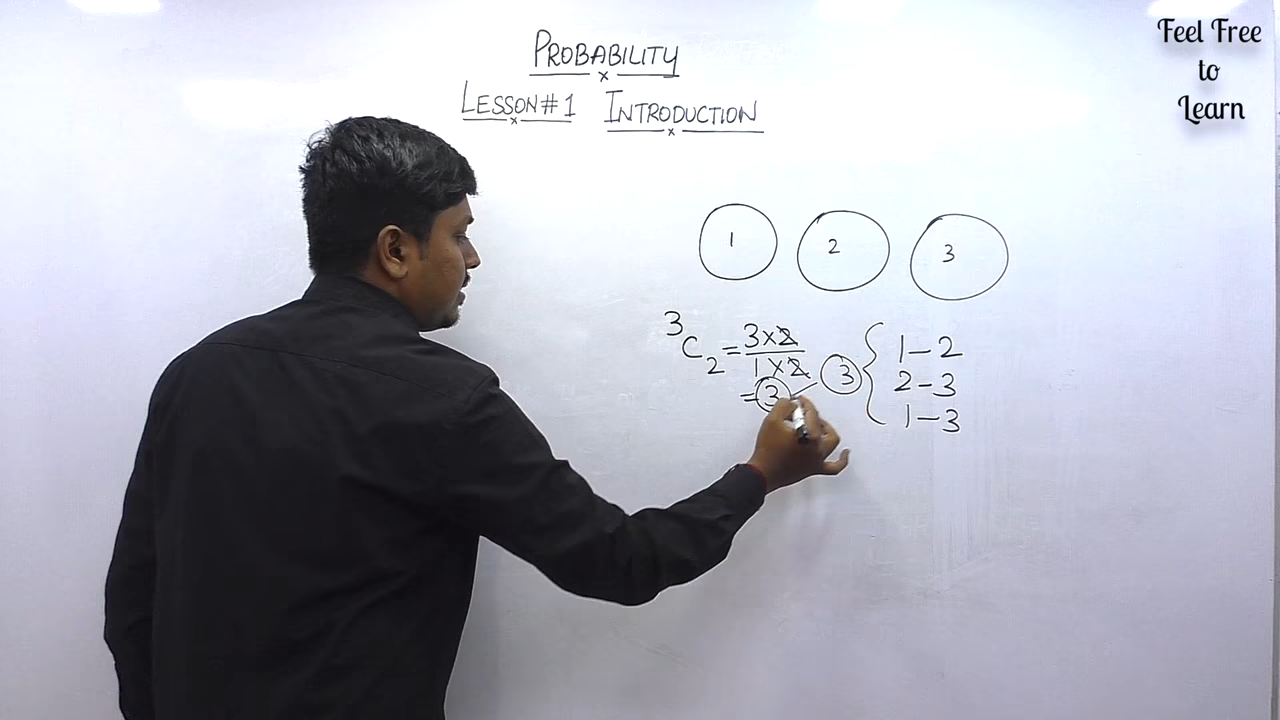 PROBABILITY
LESSON#1 INTRODUCTION
Feel Free
to
Learn
1 2 3
³C₂ = 3×2 / 1×2
= 3
3 { 1-2
2-3
1-3